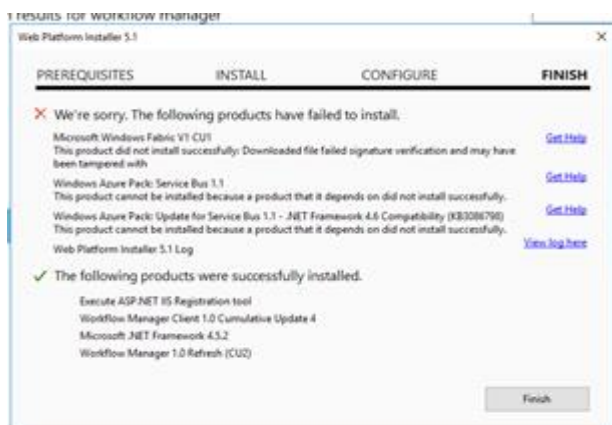 results for workflow manager
Web Platform Installer 5.1
PREREQUISITES INSTALL CONFIGURE FINISH
We're sorry. The following products have failed to install.
Microsoft Windows Fabric V1 CU1 Get Help
This product did not install successfully: Downloaded file failed signature verification and may have
been tampered with
Windows Azure Pack: Service Bus 1.1 Get Help
This product cannot be installed because a product that it depends on did not install successfully.
Windows Azure Pack: Update for Service Bus 1.1 - .NET Framework 4.6 Compatibility (KB3086798) Get Help
This product cannot be installed because a product that it depends on did not install successfully.
Web Platform Installer 5.1 Log View log here
The following products were successfully installed.
Execute ASP.NET IIS Registration tool
Workflow Manager Client 1.0 Cumulative Update 4
Microsoft .NET Framework 4.5.2
Workflow Manager 1.0 Refresh (CU2)
Finish